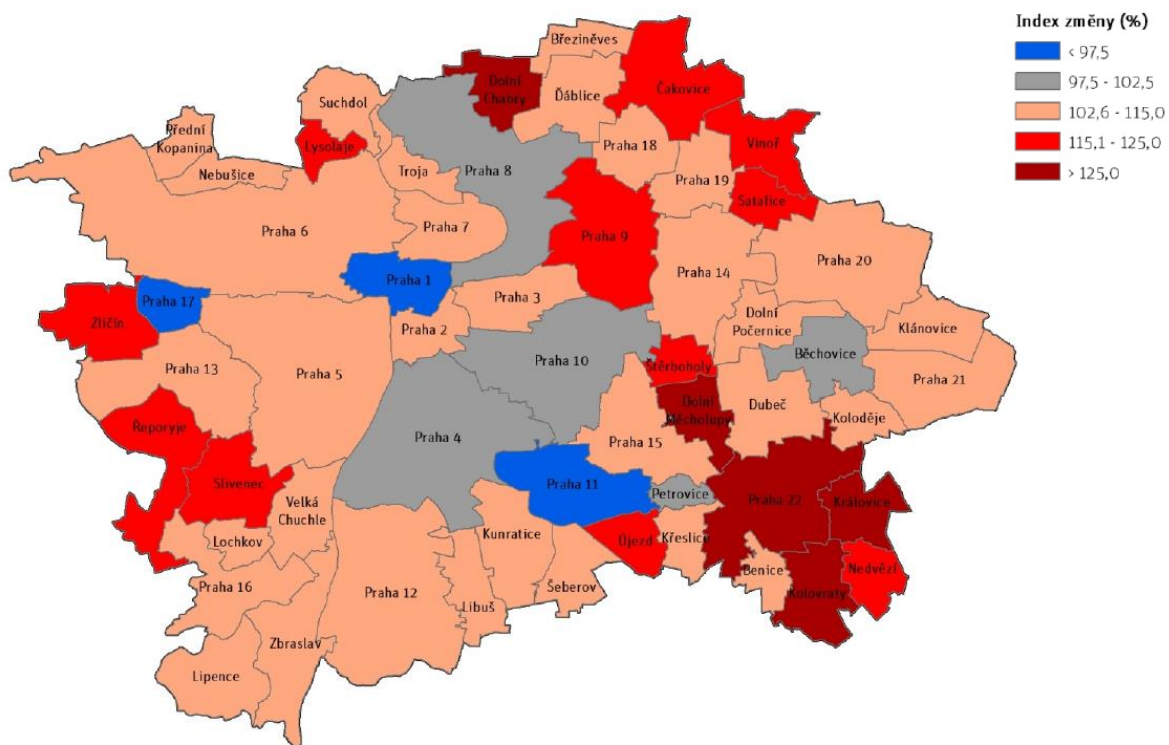 Index změny (%)
< 97,5
97,5 - 102,5
102,6 - 115,0
115,1 - 125,0
> 125,0
Březiněves
Dolní
Chabry
Ďáblice
Čakovice
Suchdol
Přední
Kopanina
Lysolaje
Vinoř
Praha 18
Nebušice
Troja
Praha 8
Praha 19
Satalice
Praha 6
Praha 7
Praha 9
Praha 14
Praha 20
Praha 1
Praha 17
Praha 3
Zličín
Praha 2
Dolní
Počernice
Klánovice
Praha 13
Praha 5
Praha 10
Štěrboholy
Běchovice
Praha 21
Dolní
Měcholupy
Dubeč
Koloděje
Řeporyje
Praha 4
Praha 15
Slivenec
Praha 11
Petrovice
Praha 22
Královice
Velká
Chuchle
Lochkov
Kunratice
Újezd
Křeslice
Benice
Nedvězí
Praha 16
Praha 12
Šeberov
Kolovraty
Libuš
Zbraslav
Lipence